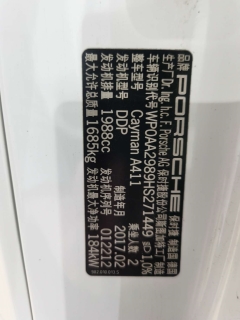 品牌 PORSCHE 保时捷 制造国 德国
生产厂 Dr. Ing. h.c. F. Porsche AG 保时捷股份公司
车辆识别代号 WP0AA2989HS271449 1,0%
整车型号 Cayman A411 乘坐人数 2
发动机型号 DDP 制造年月 2017.02
发动机排量 1988cc 012212
最大允许总质量 1685kg 发动机最大净功率 184kW